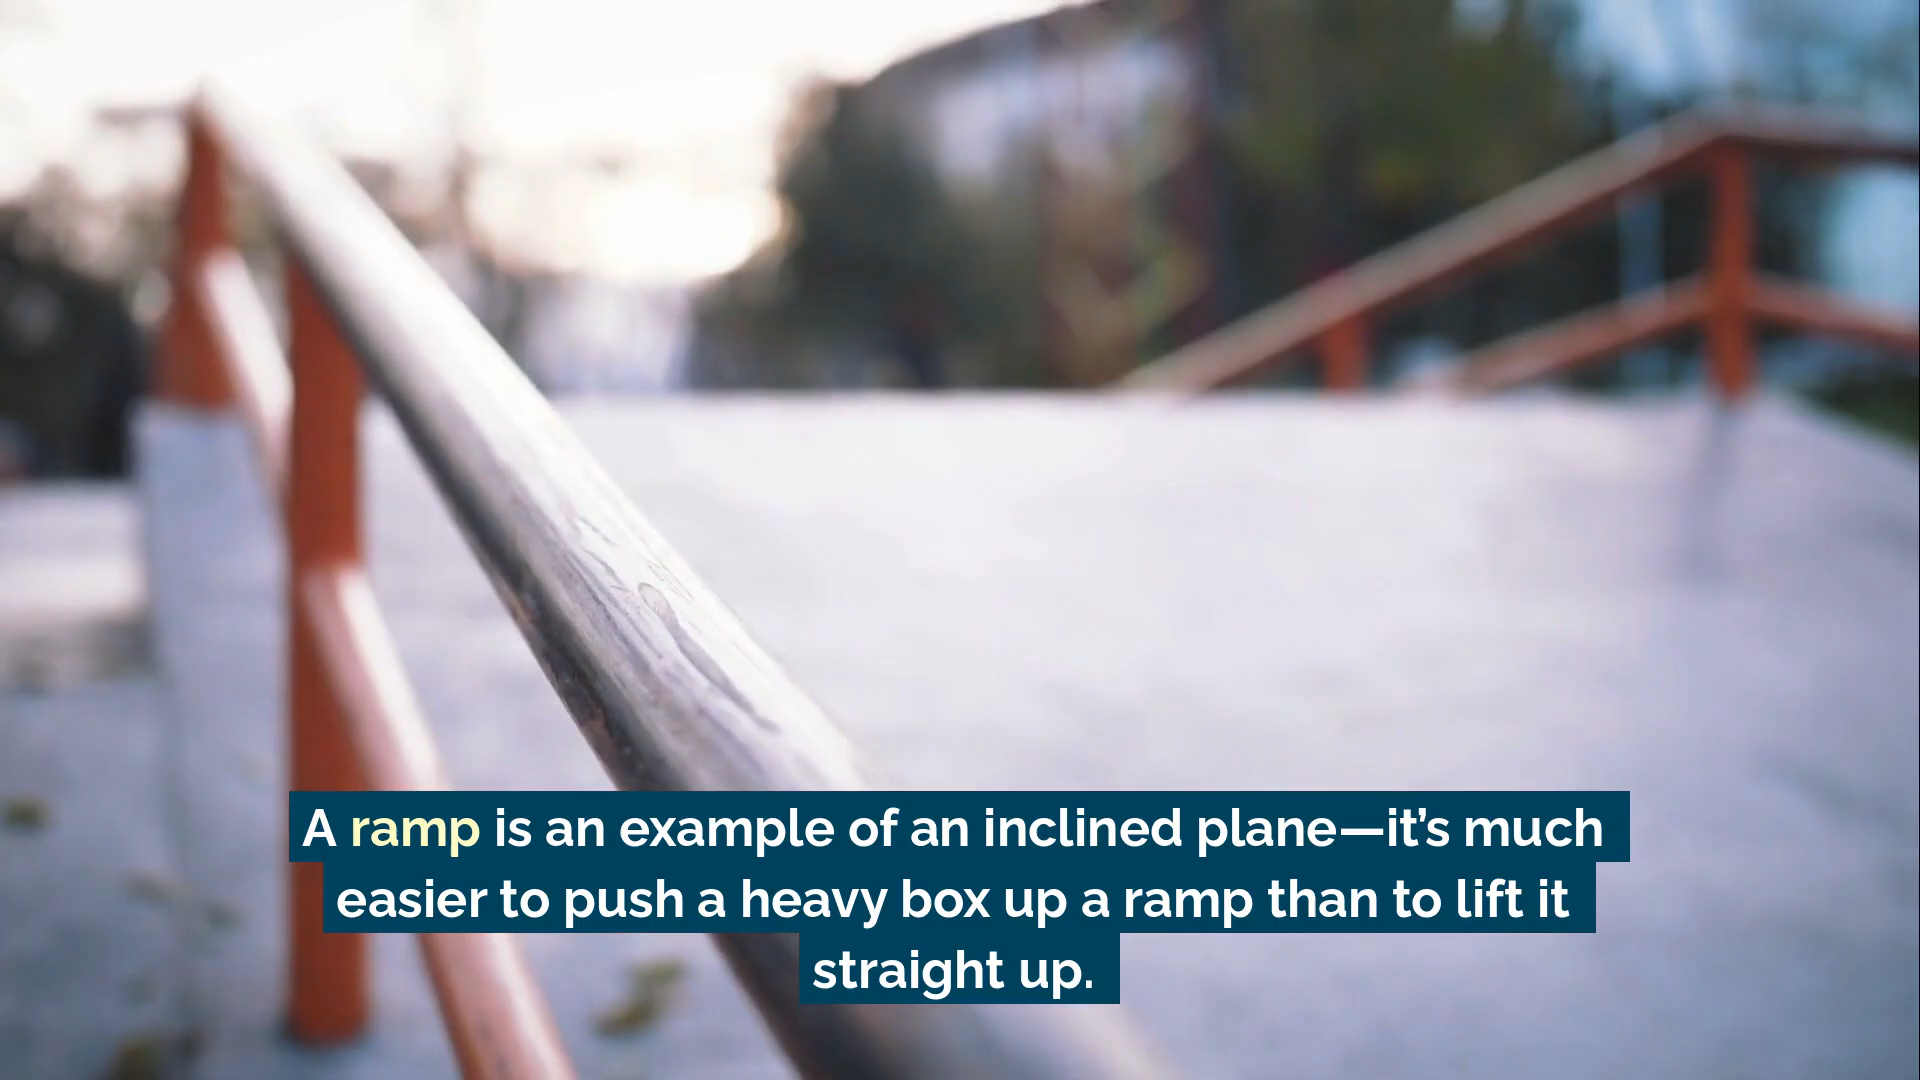 A ramp is an example of an inclined plane—it’s much
easier to push a heavy box up a ramp than to lift it
straight up.